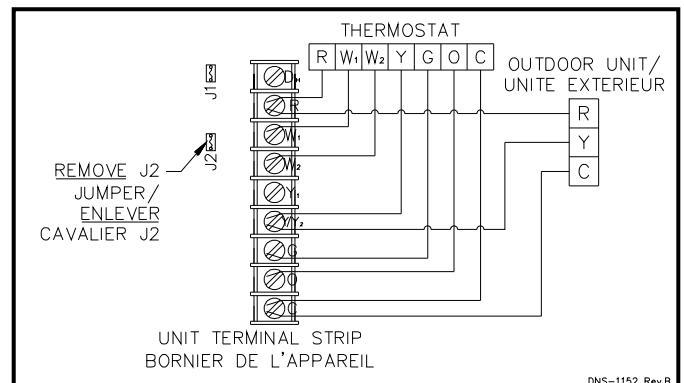 THERMOSTAT
R W₁ W₂ Y G O C
OUTDOOR UNIT/
UNITE EXTERIEUR
R
Y
C
J1
J2
REMOVE J2
JUMPER/
ENLEVER
CAVALIER J2
DH
R
W₁
W₂
Y₁
Y/Y₂
G
O
C
UNIT TERMINAL STRIP
BORNIER DE L'APPAREIL
DNS-1152 Rev.B